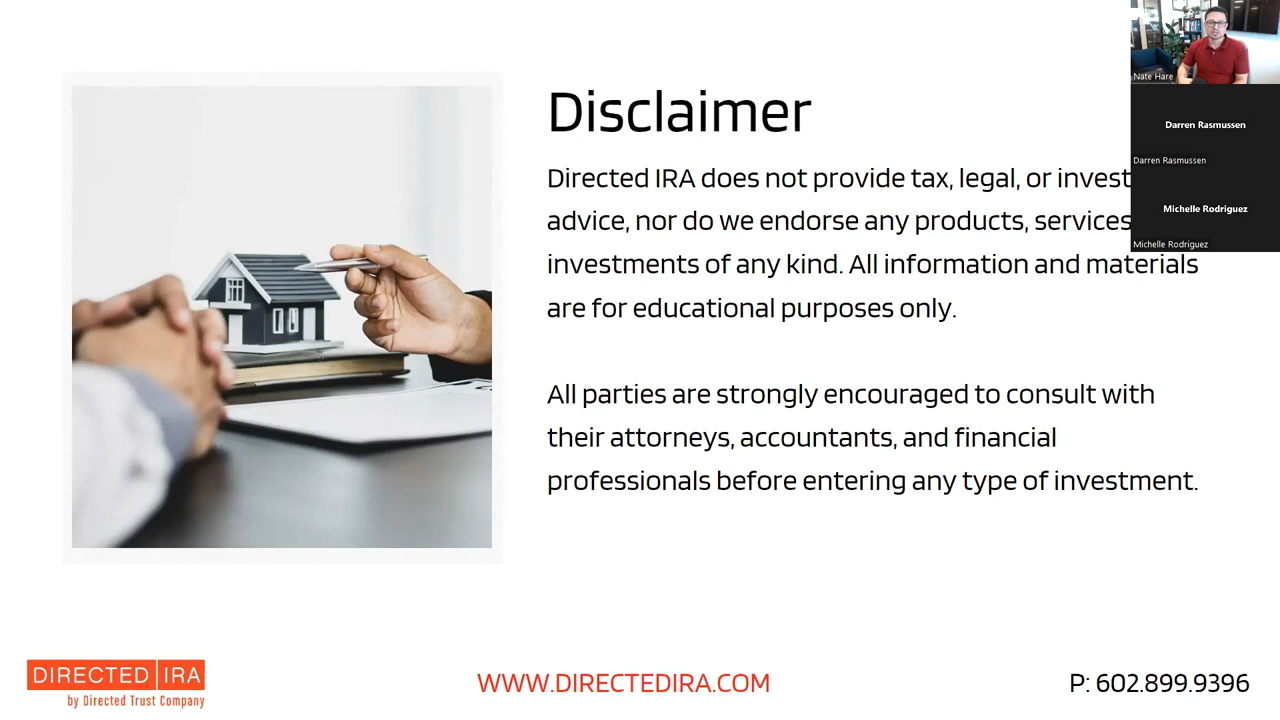 Disclaimer
Directed IRA does not provide tax, legal, or invest
advice, nor do we endorse any products, services
investments of any kind. All information and materials
are for educational purposes only.
All parties are strongly encouraged to consult with
their attorneys, accountants, and financial
professionals before entering any type of investment.
Nate Hare
Darren Rasmussen
Darren Rasmussen
Michelle Rodriguez
Michelle Rodriguez
DIRECTED IRA
by Directed Trust Company
WWW.DIRECTEDIRA.COM
P: 602.899.9396